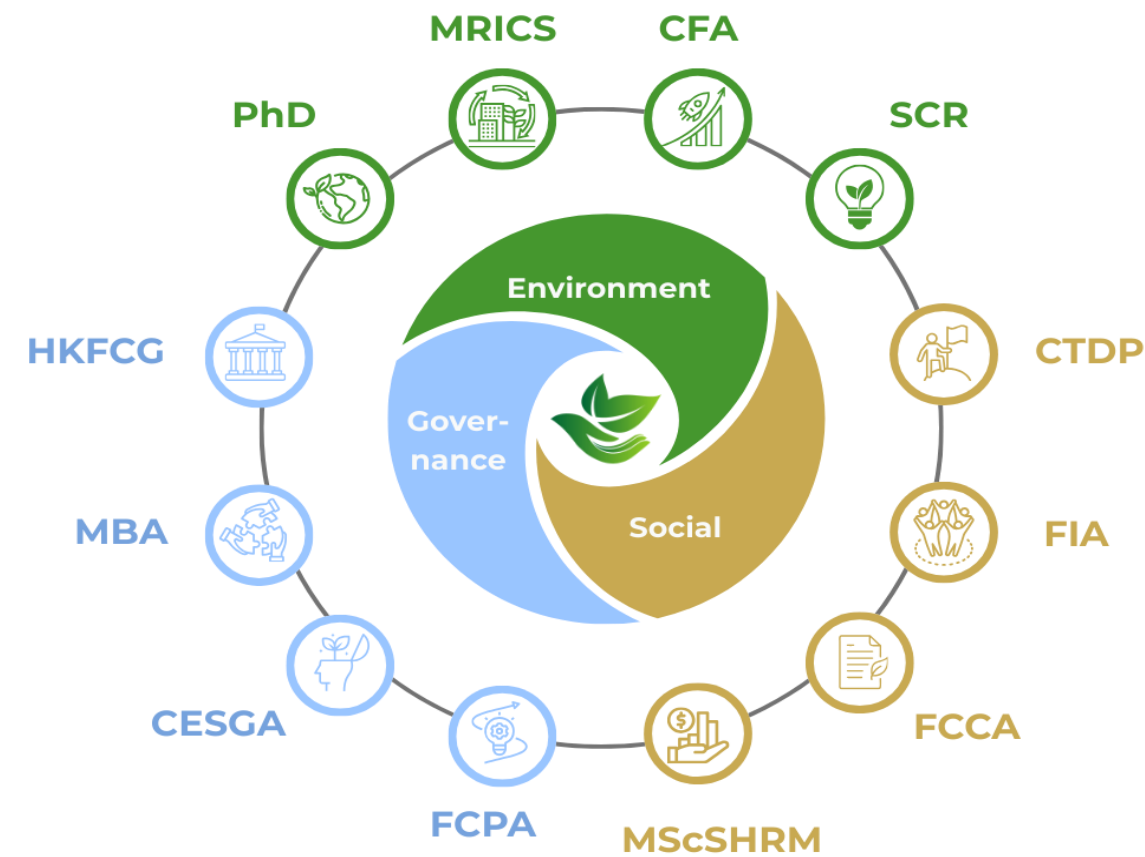 MRICS
CFA
PhD
SCR
Environment
HKFCG
CTDP
Gover-
nance
Social
MBA
FIA
CESGA
FCCA
FCPA
MScSHRM
$